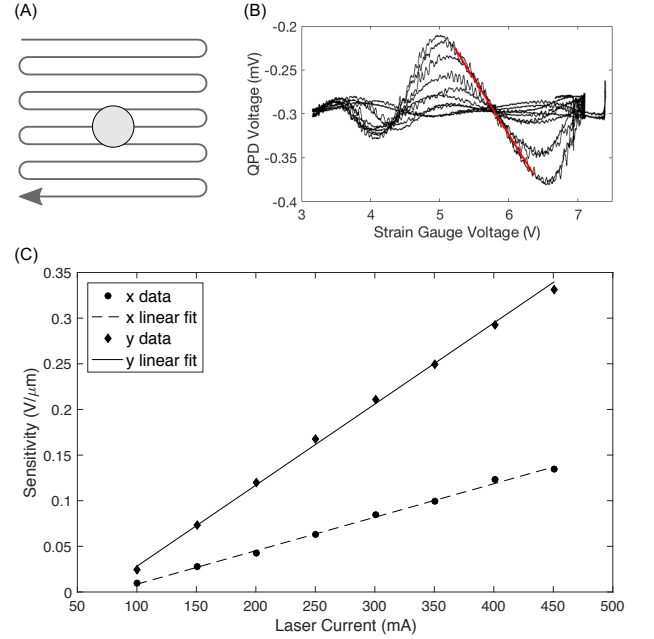 (A)
(B)
-0.2
-0.25
-0.3
-0.35
-0.4
QPD Voltage (mV)
3 4 5 6 7
Strain Gauge Voltage (V)
(C)
0.35
0.3
0.25
0.2
0.15
0.1
0.05
0
Sensitivity (V/μm)
x data
x linear fit
y data
y linear fit
50 100 150 200 250 300 350 400 450 500
Laser Current (mA)